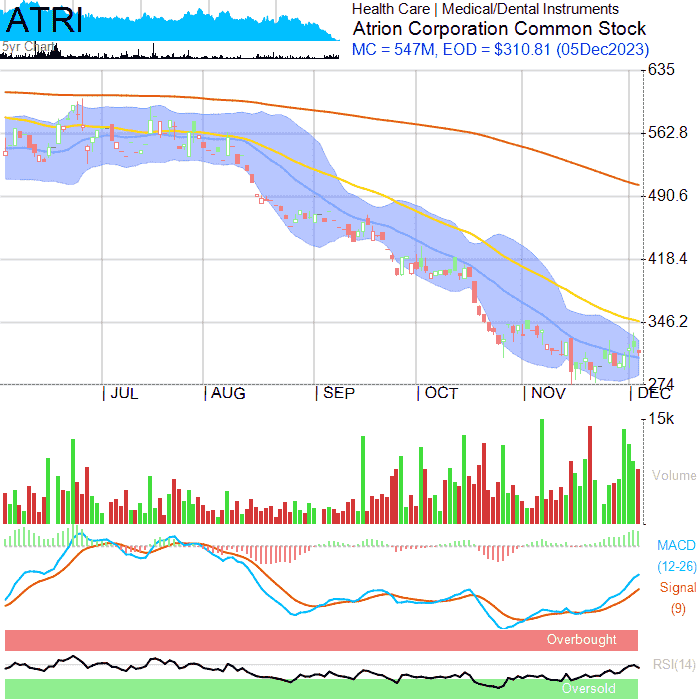 ATRI
5yr Chart
Health Care | Medical/Dental Instruments
Atrion Corporation Common Stock
MC = 547M, EOD = $310.81 (05Dec2023)
635
562.8
490.6
418.4
346.2
274
JUL AUG SEP OCT NOV DEC
15k
Volume
MACD
(12-26)
Signal
(9)
Overbought
RSI(14)
Oversold